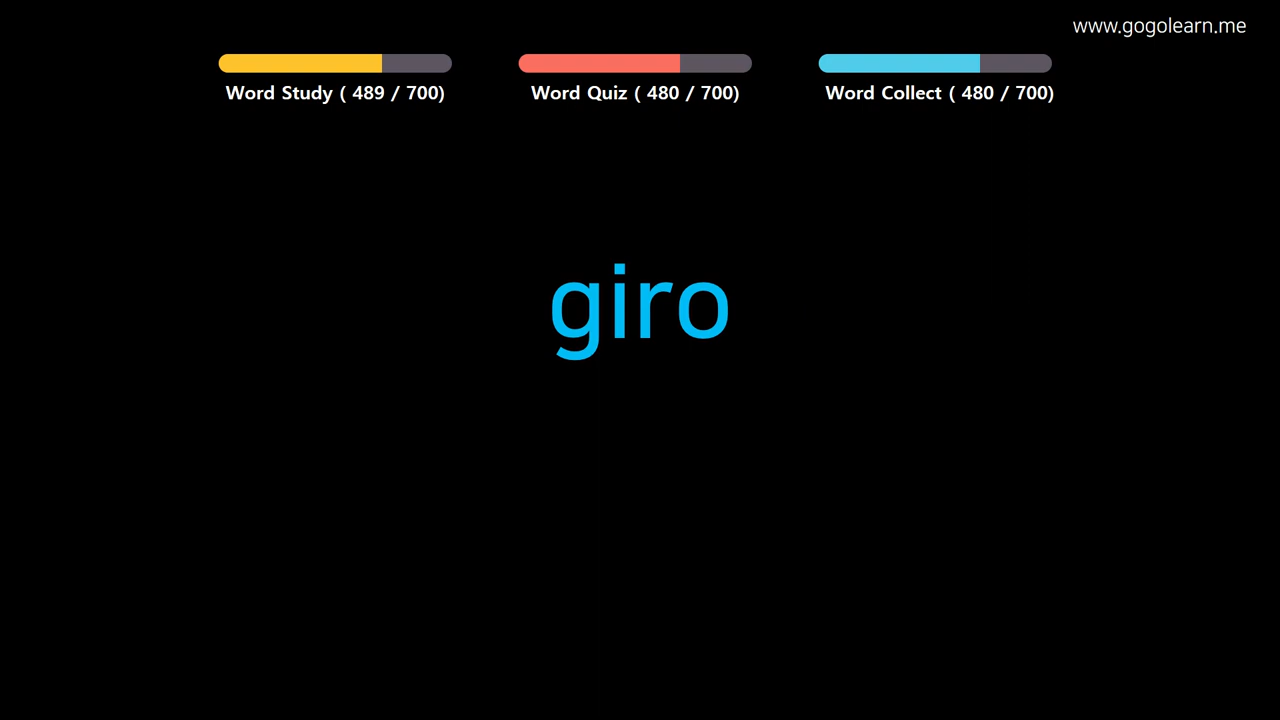 www.gogolearn.me
Word Study ( 489 / 700)
Word Quiz ( 480 / 700)
Word Collect ( 480 / 700)
giro